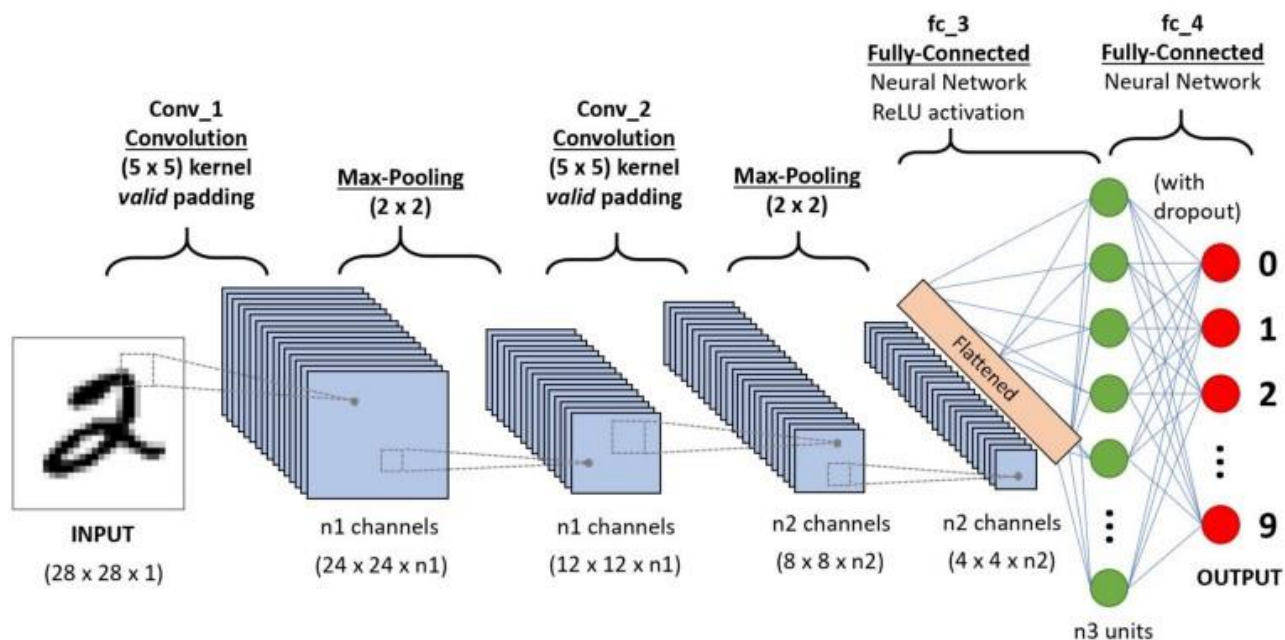 fc_3
Fully-Connected
Neural Network
ReLU activation
fc_4
Fully-Connected
Neural Network
Conv_1
Convolution
(5 x 5) kernel
valid padding
Max-Pooling
(2 x 2)
Conv_2
Convolution
(5 x 5) kernel
valid padding
Max-Pooling
(2 x 2)
(with
dropout)
Flattened
0
1
2
9
INPUT
(28 x 28 x 1)
n1 channels
(24 x 24 x n1)
n1 channels
(12 x 12 x n1)
n2 channels
(8 x 8 x n2)
n2 channels
(4 x 4 x n2)
n3 units
OUTPUT